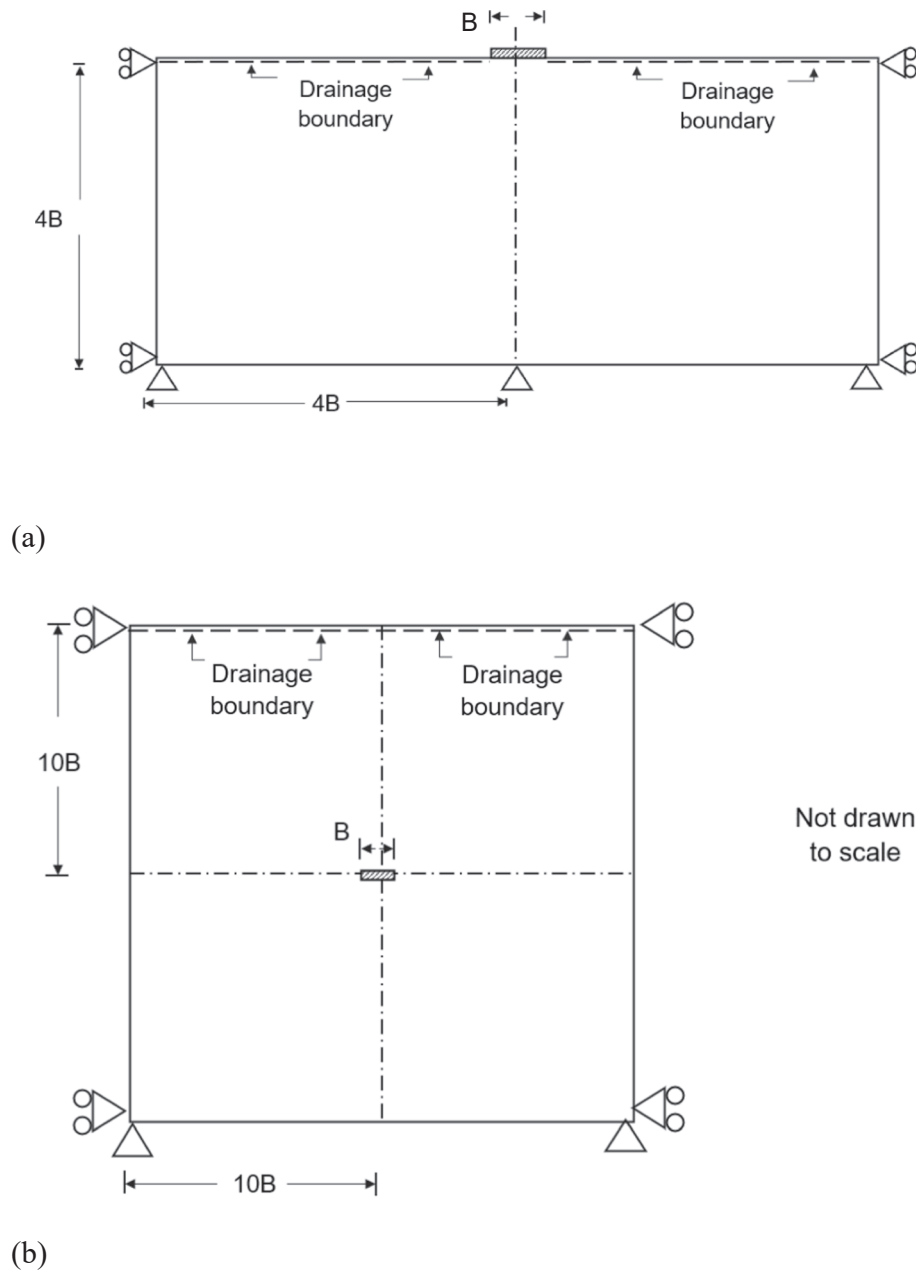 B
Drainage
boundary
Drainage
boundary
4B
4B
(a)
Drainage
boundary
Drainage
boundary
10B
B
Not drawn
to scale
10B
(b)